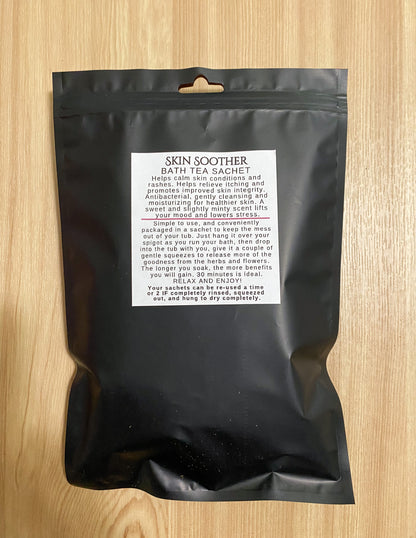 SKIN SOOTHER
BATH TEA SACHET
Helps calm skin conditions and
rashes. Helps relieve itching and
promotes improved skin integrity.
Antibacterial, gently cleansing and
moisturizing for healthier skin. A
sweet and slightly minty scent lifts
your mood and lowers stress.
Simple to use, and conveniently
packaged in a sachet to keep the mess
out of your tub. Just hang it over your
spigot as you run your bath, then drop
into the tub with you, give it a couple of
gentle squeezes to release more of the
goodness from the herbs and flowers.
The longer you soak, the more benefits
you will gain. 30 minutes is ideal.
RELAX AND ENJOY!
Your sachets can be re-used a time
or 2 IF completely rinsed, squeezed
out, and hung to dry completely.